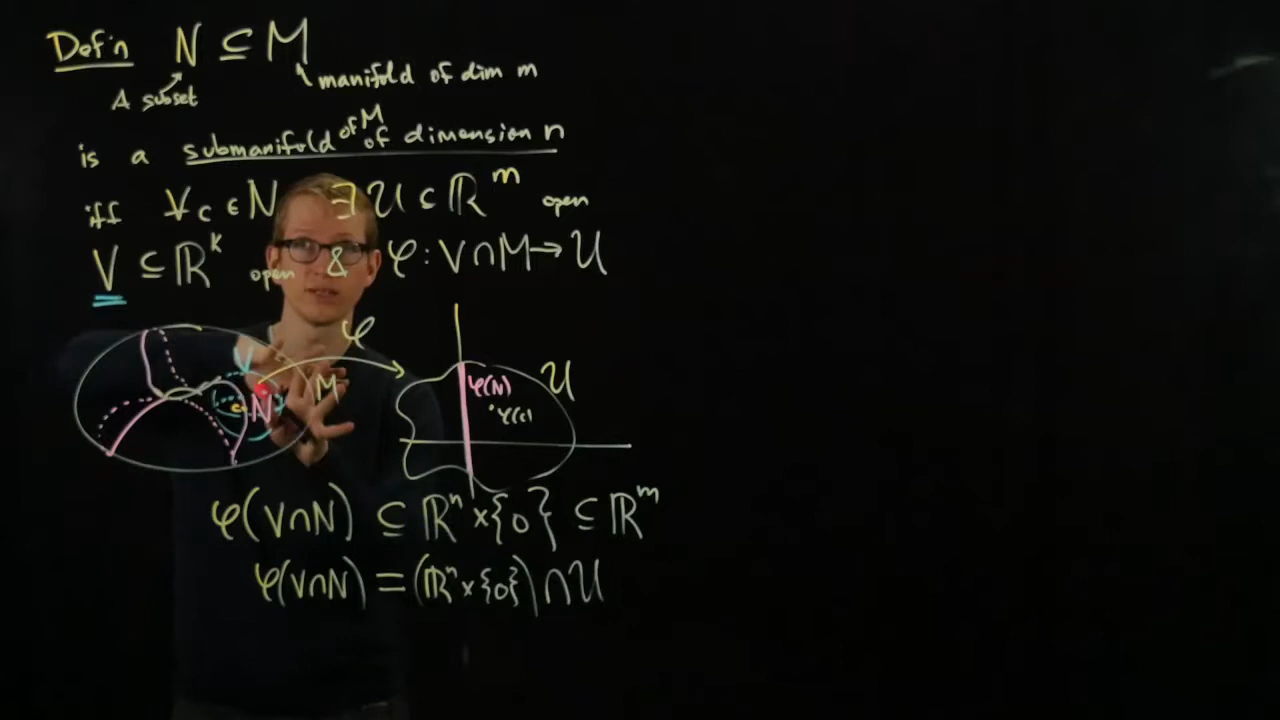 Def'n N ⊆ M
A subset
manifold of dim m
is a submanifold of M of dimension n
iff ∀ c ∈ N ∃ U ⊆ ℝ^m open
V ⊆ ℝ^k open & φ : V ∩ M → U
φ
V
M
N
φ(N)
U
φ(c)
φ(V∩N) ⊆ ℝ^n × {0} ⊆ ℝ^m
φ(V∩N) = (ℝ^n × {0}) ∩ U